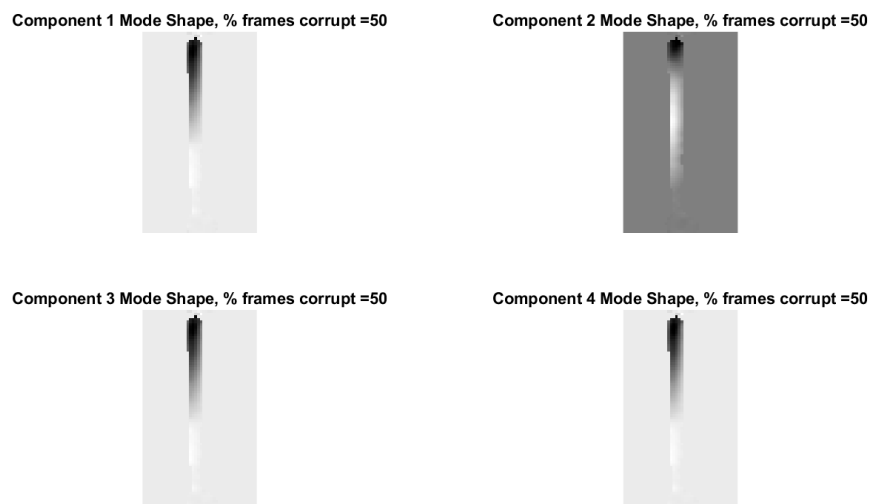 Component 1 Mode Shape, % frames corrupt =50
Component 2 Mode Shape, % frames corrupt =50
Component 3 Mode Shape, % frames corrupt =50
Component 4 Mode Shape, % frames corrupt =50